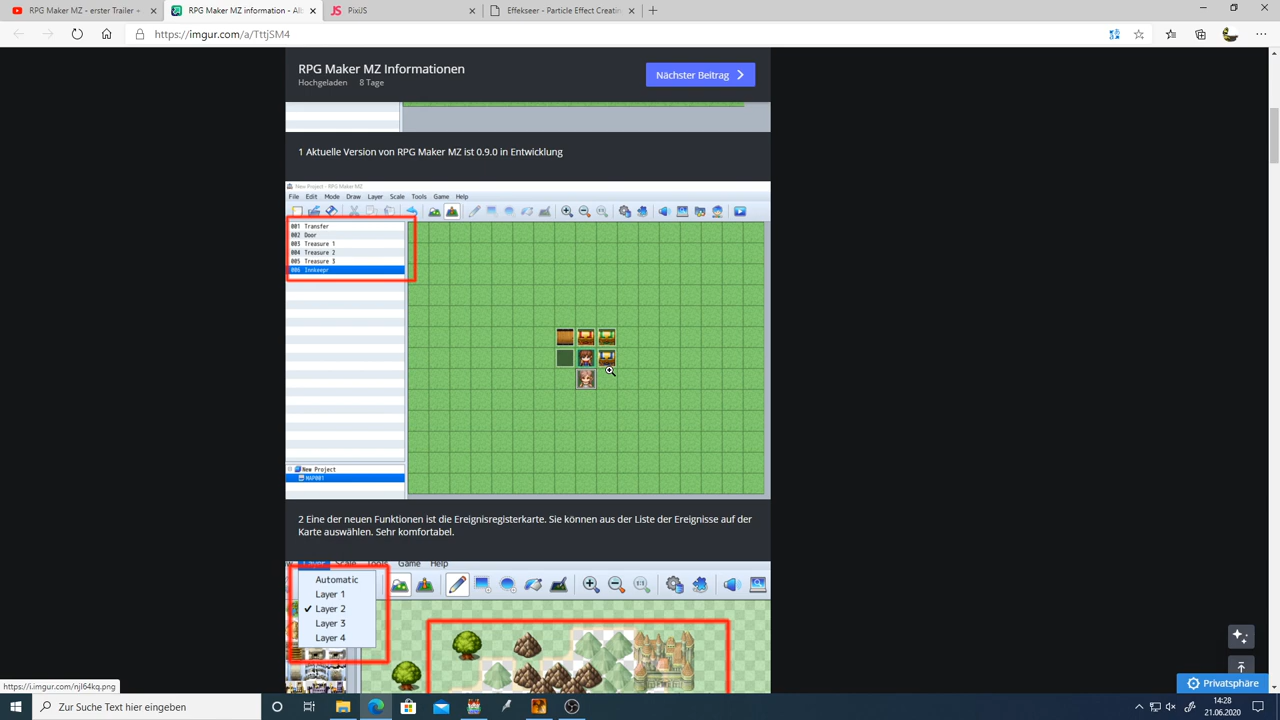 RPG Maker MZ - erster Trailer +
RPG Maker MZ information - Al
PixiJS
Effekseer - Particle Effect Creatin
https://imgur.com/a/TttjSM4
RPG Maker MZ Informationen
Hochgeladen 8 Tage
Nächster Beitrag
1 Aktuelle Version von RPG Maker MZ ist 0.9.0 in Entwicklung
New Project - RPG Maker MZ
File Edit Mode Draw Layer Scale Tools Game Help
001 Transfer
002 Door
003 Treasure 1
004 Treasure 2
005 Treasure 3
006 Innkeepr
New Project
MAP001
2 Eine der neuen Funktionen ist die Ereignisregisterkarte. Sie können aus der Liste der Ereignisse auf der
Karte auswählen. Sehr komfortabel.
Game Help
Automatic
Layer 1
Layer 2
Layer 3
Layer 4
https://i.imgur.com/njI64kq.png
Privatsphäre
Zur Suche Text hier eingeben
14:28
21.06.2020